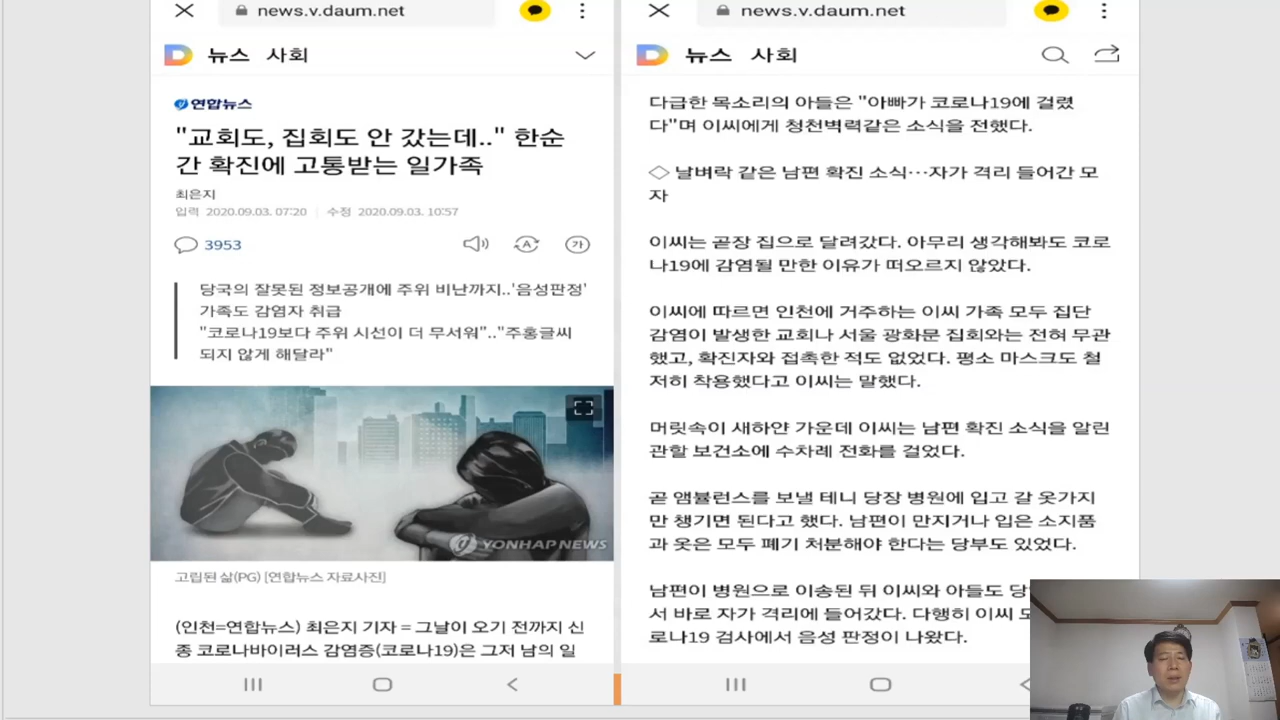 news.v.daum.net
뉴스 사회
연합뉴스
"교회도, 집회도 안 갔는데.." 한순
간 확진에 고통받는 일가족
최은지
입력 2020.09.03. 07:20 수정 2020.09.03. 10:57
3953
가
당국의 잘못된 정보공개에 주위 비난까지..'음성판정'
가족도 감염자 취급
"코로나19보다 주위 시선이 더 무서워".."주홍글씨
되지 않게 해달라"
YONHAP NEWS
고립된 삶(PG) [연합뉴스 자료사진]
(인천=연합뉴스) 최은지 기자 = 그날이 오기 전까지 신
종 코로나바이러스 감염증(코로나19)은 그저 남의 일
news.v.daum.net
뉴스 사회
다급한 목소리의 아들은 "아빠가 코로나19에 걸렸
다"며 이씨에게 청천벽력같은 소식을 전했다.
◇ 날벼락 같은 남편 확진 소식…자가 격리 들어간 모
자
이씨는 곧장 집으로 달려갔다. 아무리 생각해봐도 코로
나19에 감염될 만한 이유가 떠오르지 않았다.
이씨에 따르면 인천에 거주하는 이씨 가족 모두 집단
감염이 발생한 교회나 서울 광화문 집회와는 전혀 무관
했고, 확진자와 접촉한 적도 없었다. 평소 마스크도 철
저히 착용했다고 이씨는 말했다.
머릿속이 새하얀 가운데 이씨는 남편 확진 소식을 알린
관할 보건소에 수차례 전화를 걸었다.
곧 앰뷸런스를 보낼 테니 당장 병원에 입고 갈 옷가지
만 챙기면 된다고 했다. 남편이 만지거나 입은 소지품
과 옷은 모두 폐기 처분해야 한다는 당부도 있었다.
남편이 병원으로 이송된 뒤 이씨와 아들도
서 바로 자가 격리에 들어갔다. 다행히 이씨
로나19 검사에서 음성 판정이 나왔다.